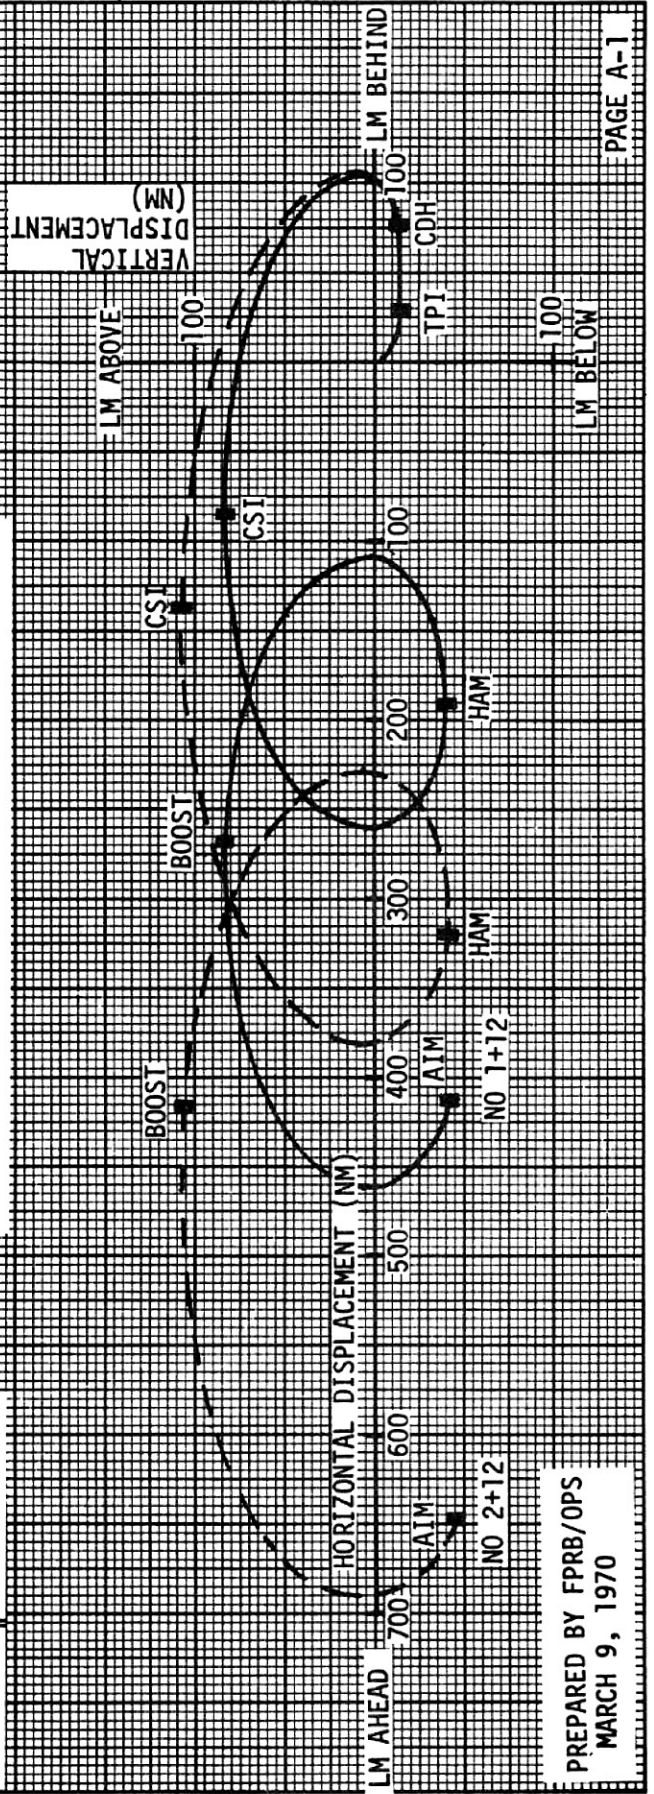 VERTICAL
DISPLACEMENT
(NM)
LM ABOVE
100
CSI
BOOST
BOOST
CSI
HORIZONTAL DISPLACEMENT (NM)
LM AHEAD
700
600
500
400
300
200
100
100
LM BEHIND
AIM
NO 2+12
AIM
NO 1+12
HAM
HAM
TPI
CDH
100
LM BELOW
PREPARED BY FPRB/OPS
MARCH 9, 1970
PAGE A-1